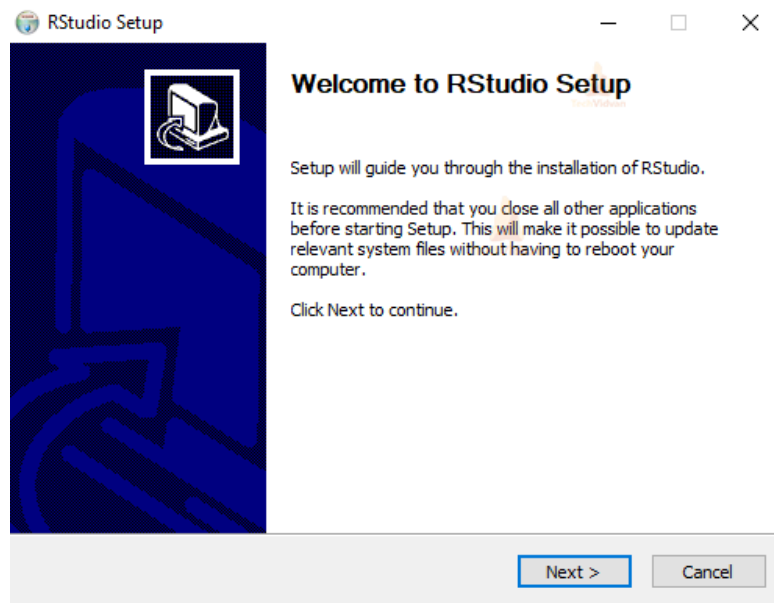 RStudio Setup
Welcome to RStudio Setup
Setup will guide you through the installation of RStudio.
It is recommended that you close all other applications
before starting Setup. This will make it possible to update
relevant system files without having to reboot your
computer.
Click Next to continue.
Next >
Cancel